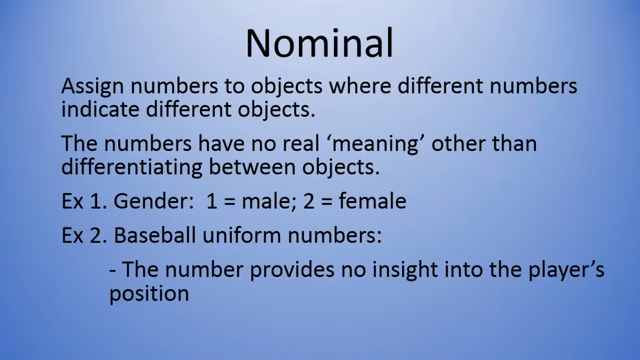 Nominal
Assign numbers to objects where different numbers
indicate different objects.
The numbers have no real ‘meaning’ other than
differentiating between objects.
Ex 1. Gender:  1 = male; 2 = female
Ex 2. Baseball uniform numbers:
- The number provides no insight into the player’s
position